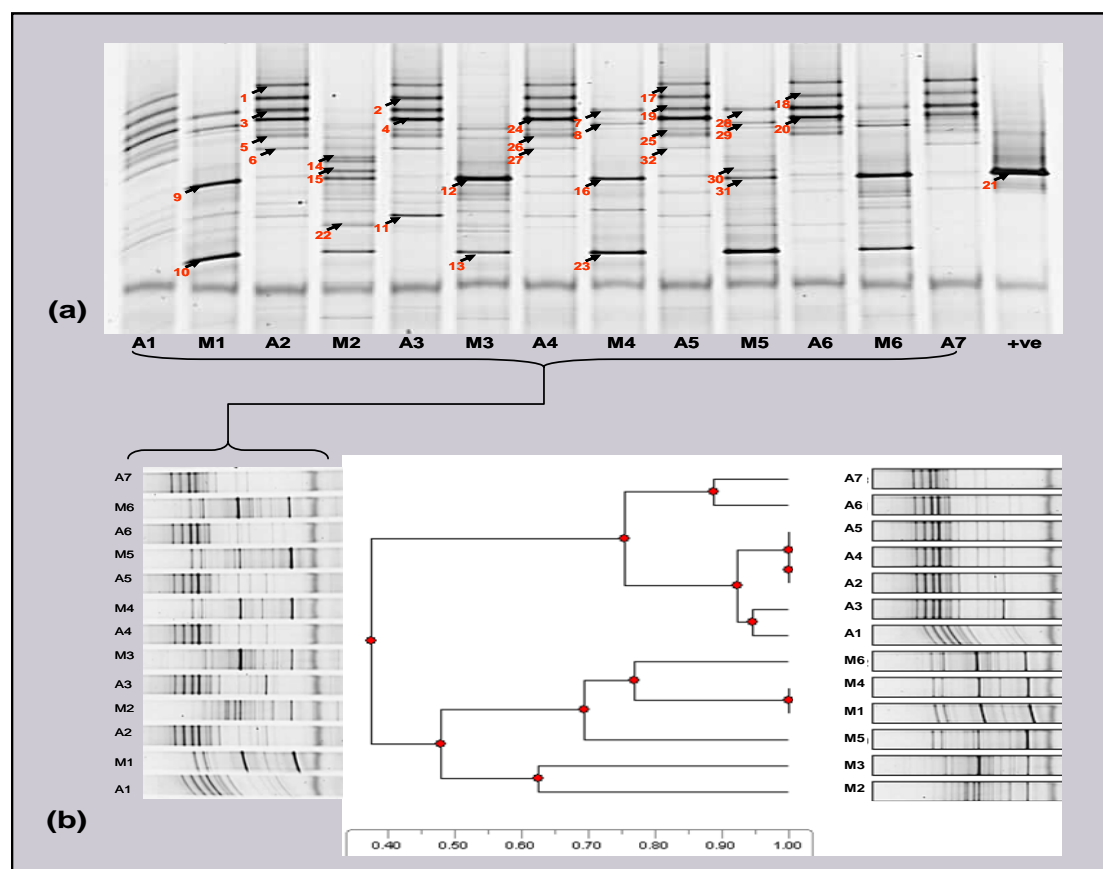 1
3
5
6
14
15
22
9
10
2
4
11
12
13
24
26
27
7
8
16
23
17
19
25
32
28
29
30
31
18
20
21
(a)
A1 M1 A2 M2 A3 M3 A4 M4 A5 M5 A6 M6 A7 +ve
A7
M6
A6
M5
A5
M4
A4
M3
A3
M2
A2
M1
A1
A7
A6
A5
A4
A2
A3
A1
M6
M4
M1
M5
M3
M2
(b)
0.40 0.50 0.60 0.70 0.80 0.90 1.00